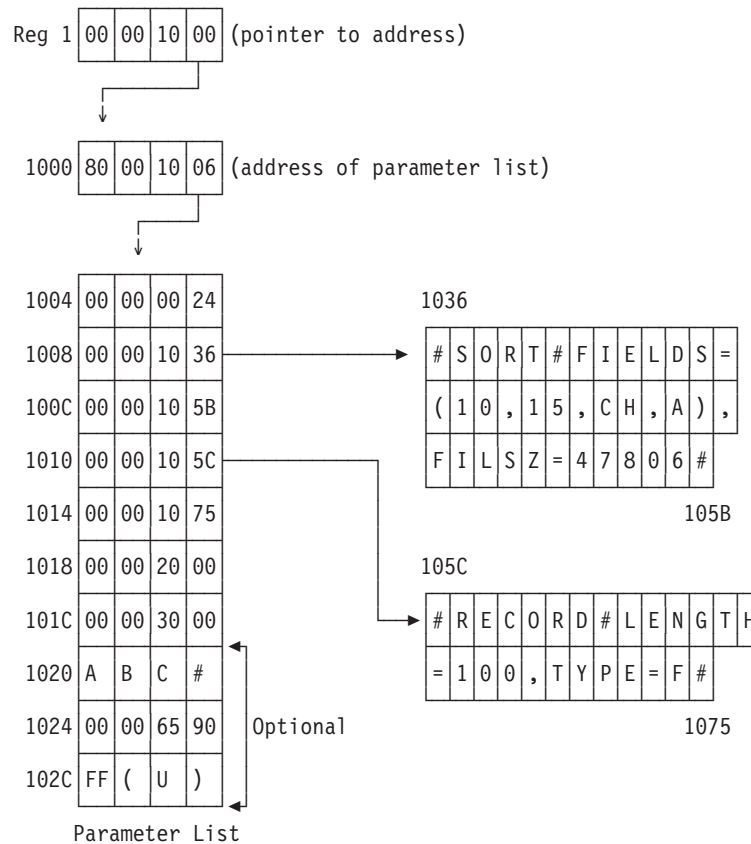 Reg 1 00 00 10 00 (pointer to address)
1000 80 00 10 06 (address of parameter list)
1004 00 00 00 24
1008 00 00 10 36
100C 00 00 10 5B
1010 00 00 10 5C
1014 00 00 10 75
1018 00 00 20 00
101C 00 00 30 00
1020 A B C #
1024 00 00 65 90
102C FF ( U )
Optional
Parameter List
1036
# S O R T # F I E L D S =
( 1 0 , 1 5 , C H , A ) ,
F I L S Z = 4 7 8 0 6 #
105B
105C
# R E C O R D # L E N G T H
= 1 0 0 , T Y P E = F #
1075